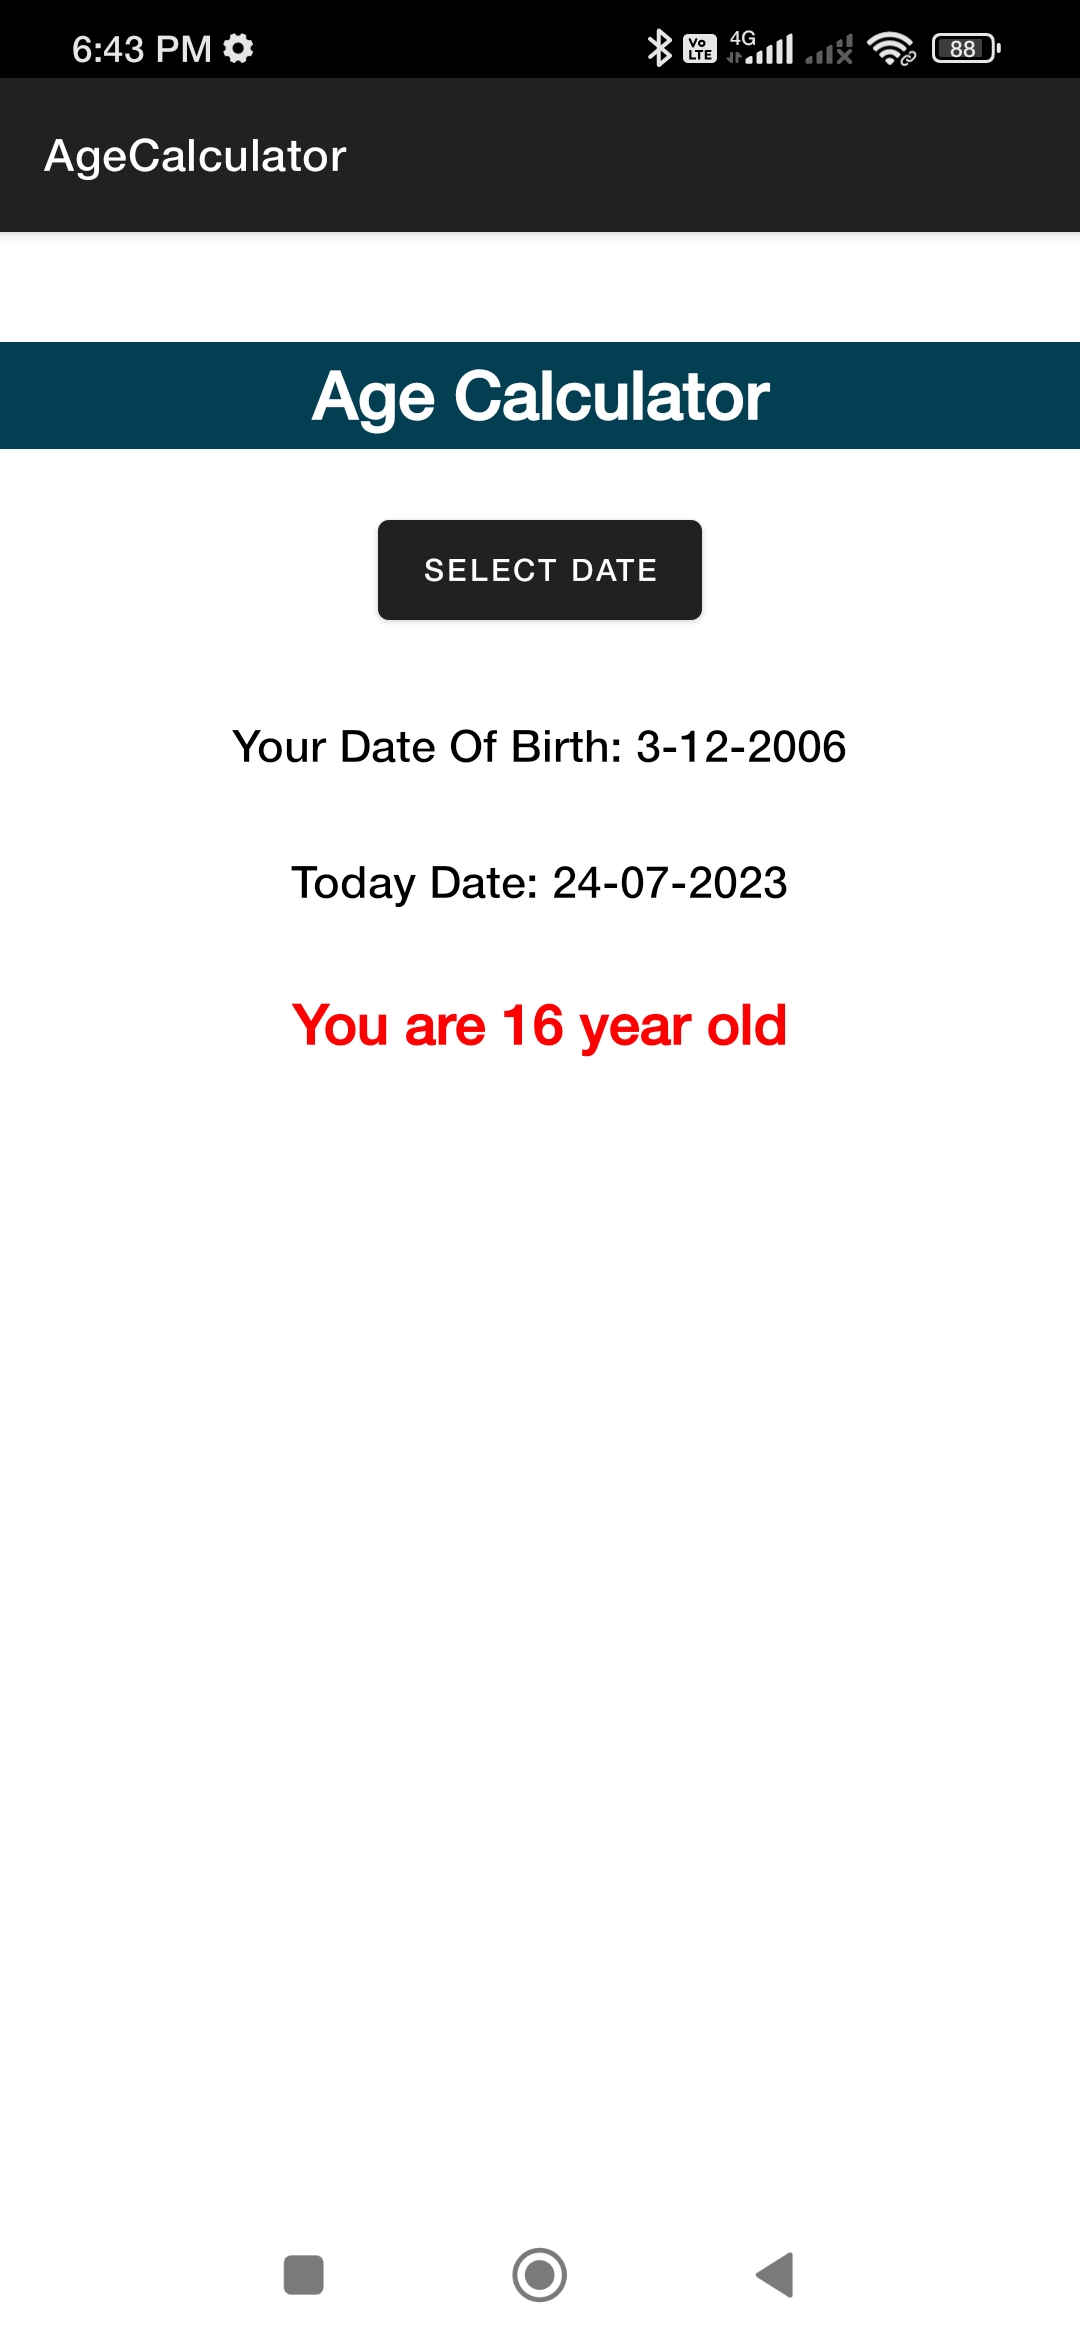 6:43 PM
Vo LTE 4G 88
AgeCalculator
Age Calculator
SELECT DATE
Your Date Of Birth: 3-12-2006
Today Date: 24-07-2023
You are 16 year old